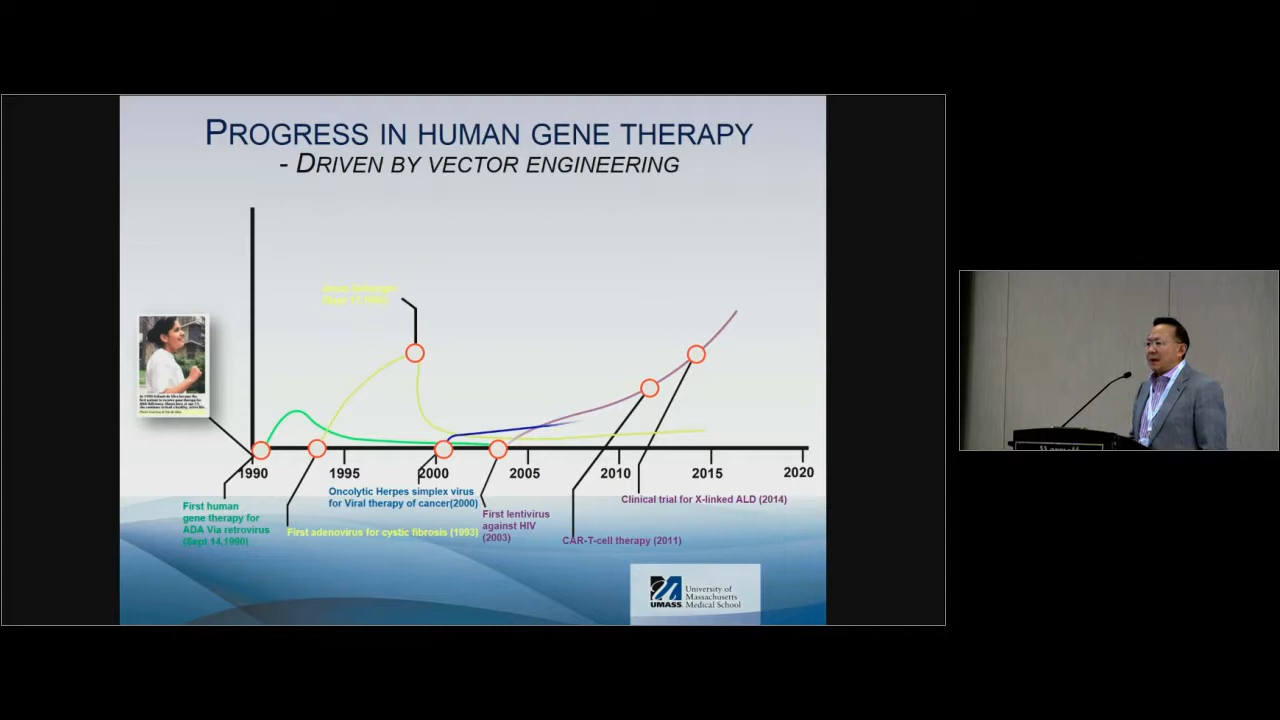 PROGRESS IN HUMAN GENE THERAPY
- DRIVEN BY VECTOR ENGINEERING
1990
1995
2000
2005
2010
2015
2020
First human
gene therapy for
ADA Via retrovirus
(Sept 14,1990)
First adenovirus for cystic fibrosis (1993)
Oncolytic Herpes simplex virus
for Viral therapy of cancer(2000)
First lentivirus
against HIV
(2003)
CAR-T-cell therapy (2011)
Clinical trial for X-linked ALD (2014)
UMASS
University of
Massachusetts
Medical School